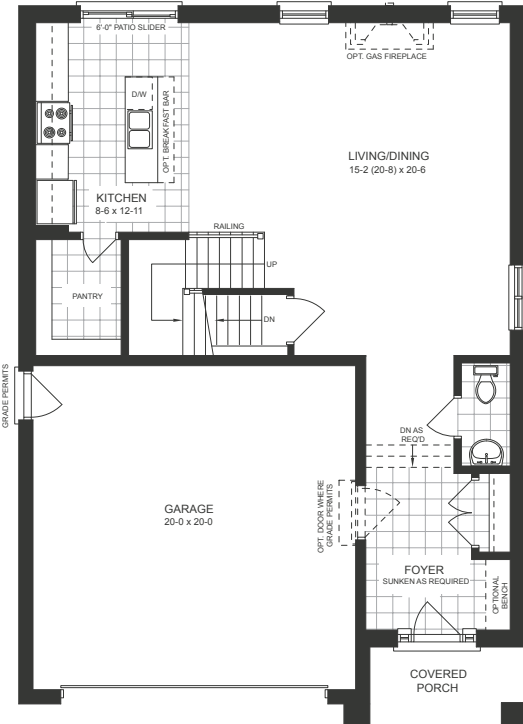 6'-0" PATIO SLIDER
OPT. GAS FIREPLACE
D/W
OPT. BREAKFAST BAR
LIVING/DINING
15-2 (20-8) x 20-6
KITCHEN
8-6 x 12-11
RAILING
UP
PANTRY
DN
GRADE PERMITS
DN AS
REQ'D
GARAGE
20-0 x 20-0
OPT. DOOR WHERE
GRADE PERMITS
FOYER
SUNKEN AS REQUIRED
OPTIONAL
BENCH
COVERED
PORCH